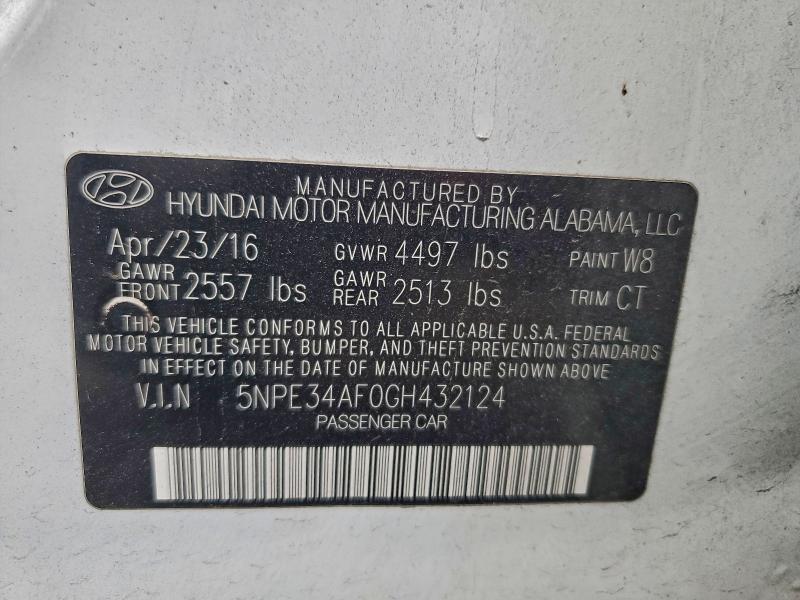 MANUFACTURED BY
HYUNDAI MOTOR MANUFACTURING ALABAMA, LLC
Apr/23/16 GVWR 4497 lbs PAINT W8
GAWR FRONT 2557 lbs GAWR REAR 2513 lbs TRIM CT
THIS VEHICLE CONFORMS TO ALL APPLICABLE U.S.A. FEDERAL
MOTOR VEHICLE SAFETY, BUMPER, AND THEFT PREVENTION STANDARDS
IN EFFECT ON THE DATE OF MANUFACTURE SHOWN ABOVE.
V.I.N 5NPE34AF0GH432124
PASSENGER CAR